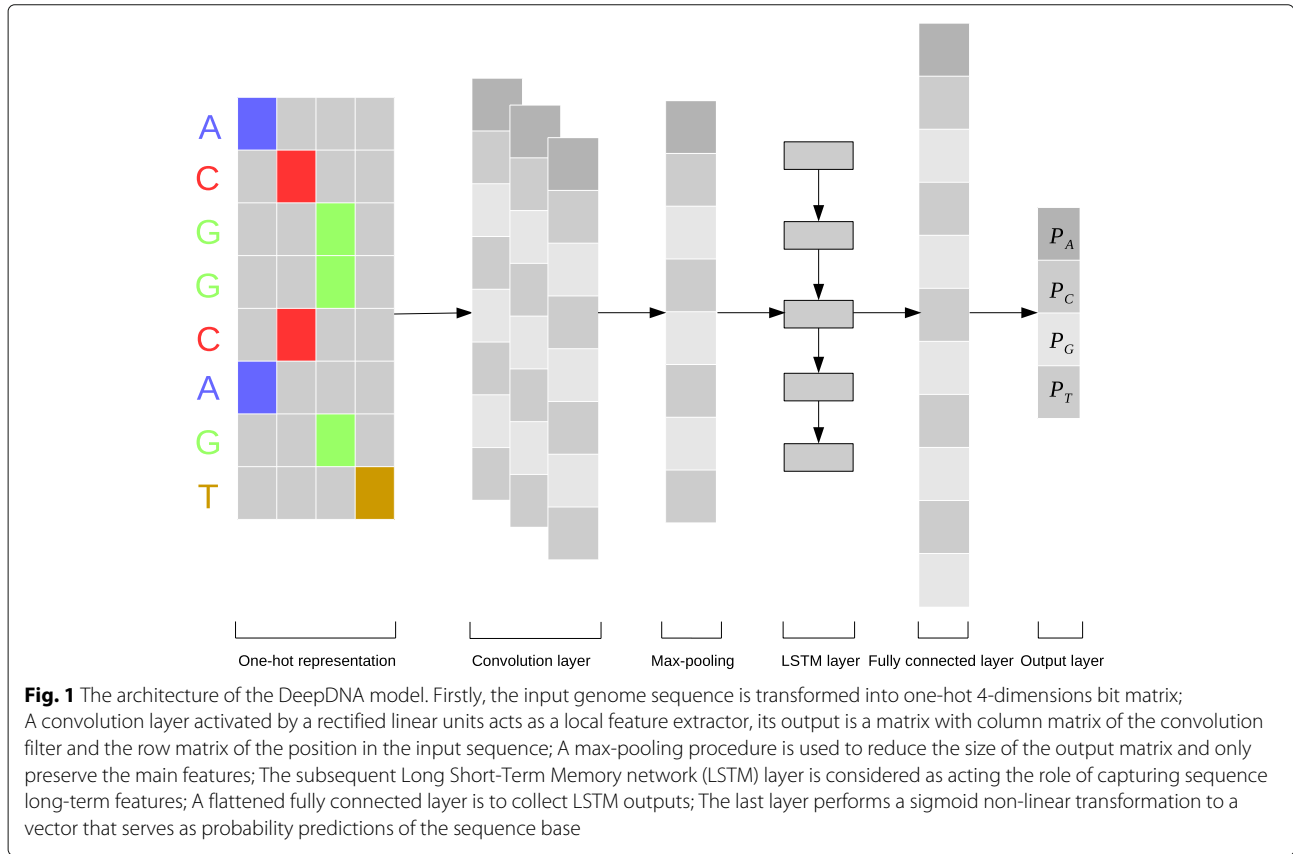 A
C
G
G
C
A
G
T
P_A
P_C
P_G
P_T
One-hot representation
Convolution layer
Max-pooling
LSTM layer
Fully connected layer
Output layer
Fig. 1 The architecture of the DeepDNA model. Firstly, the input genome sequence is transformed into one-hot 4-dimensions bit matrix;
A convolution layer activated by a rectified linear units acts as a local feature extractor, its output is a matrix with column matrix of the convolution
filter and the row matrix of the position in the input sequence; A max-pooling procedure is used to reduce the size of the output matrix and only
preserve the main features; The subsequent Long Short-Term Memory network (LSTM) layer is considered as acting the role of capturing sequence
long-term features; A flattened fully connected layer is to collect LSTM outputs; The last layer performs a sigmoid non-linear transformation to a
vector that serves as probability predictions of the sequence base